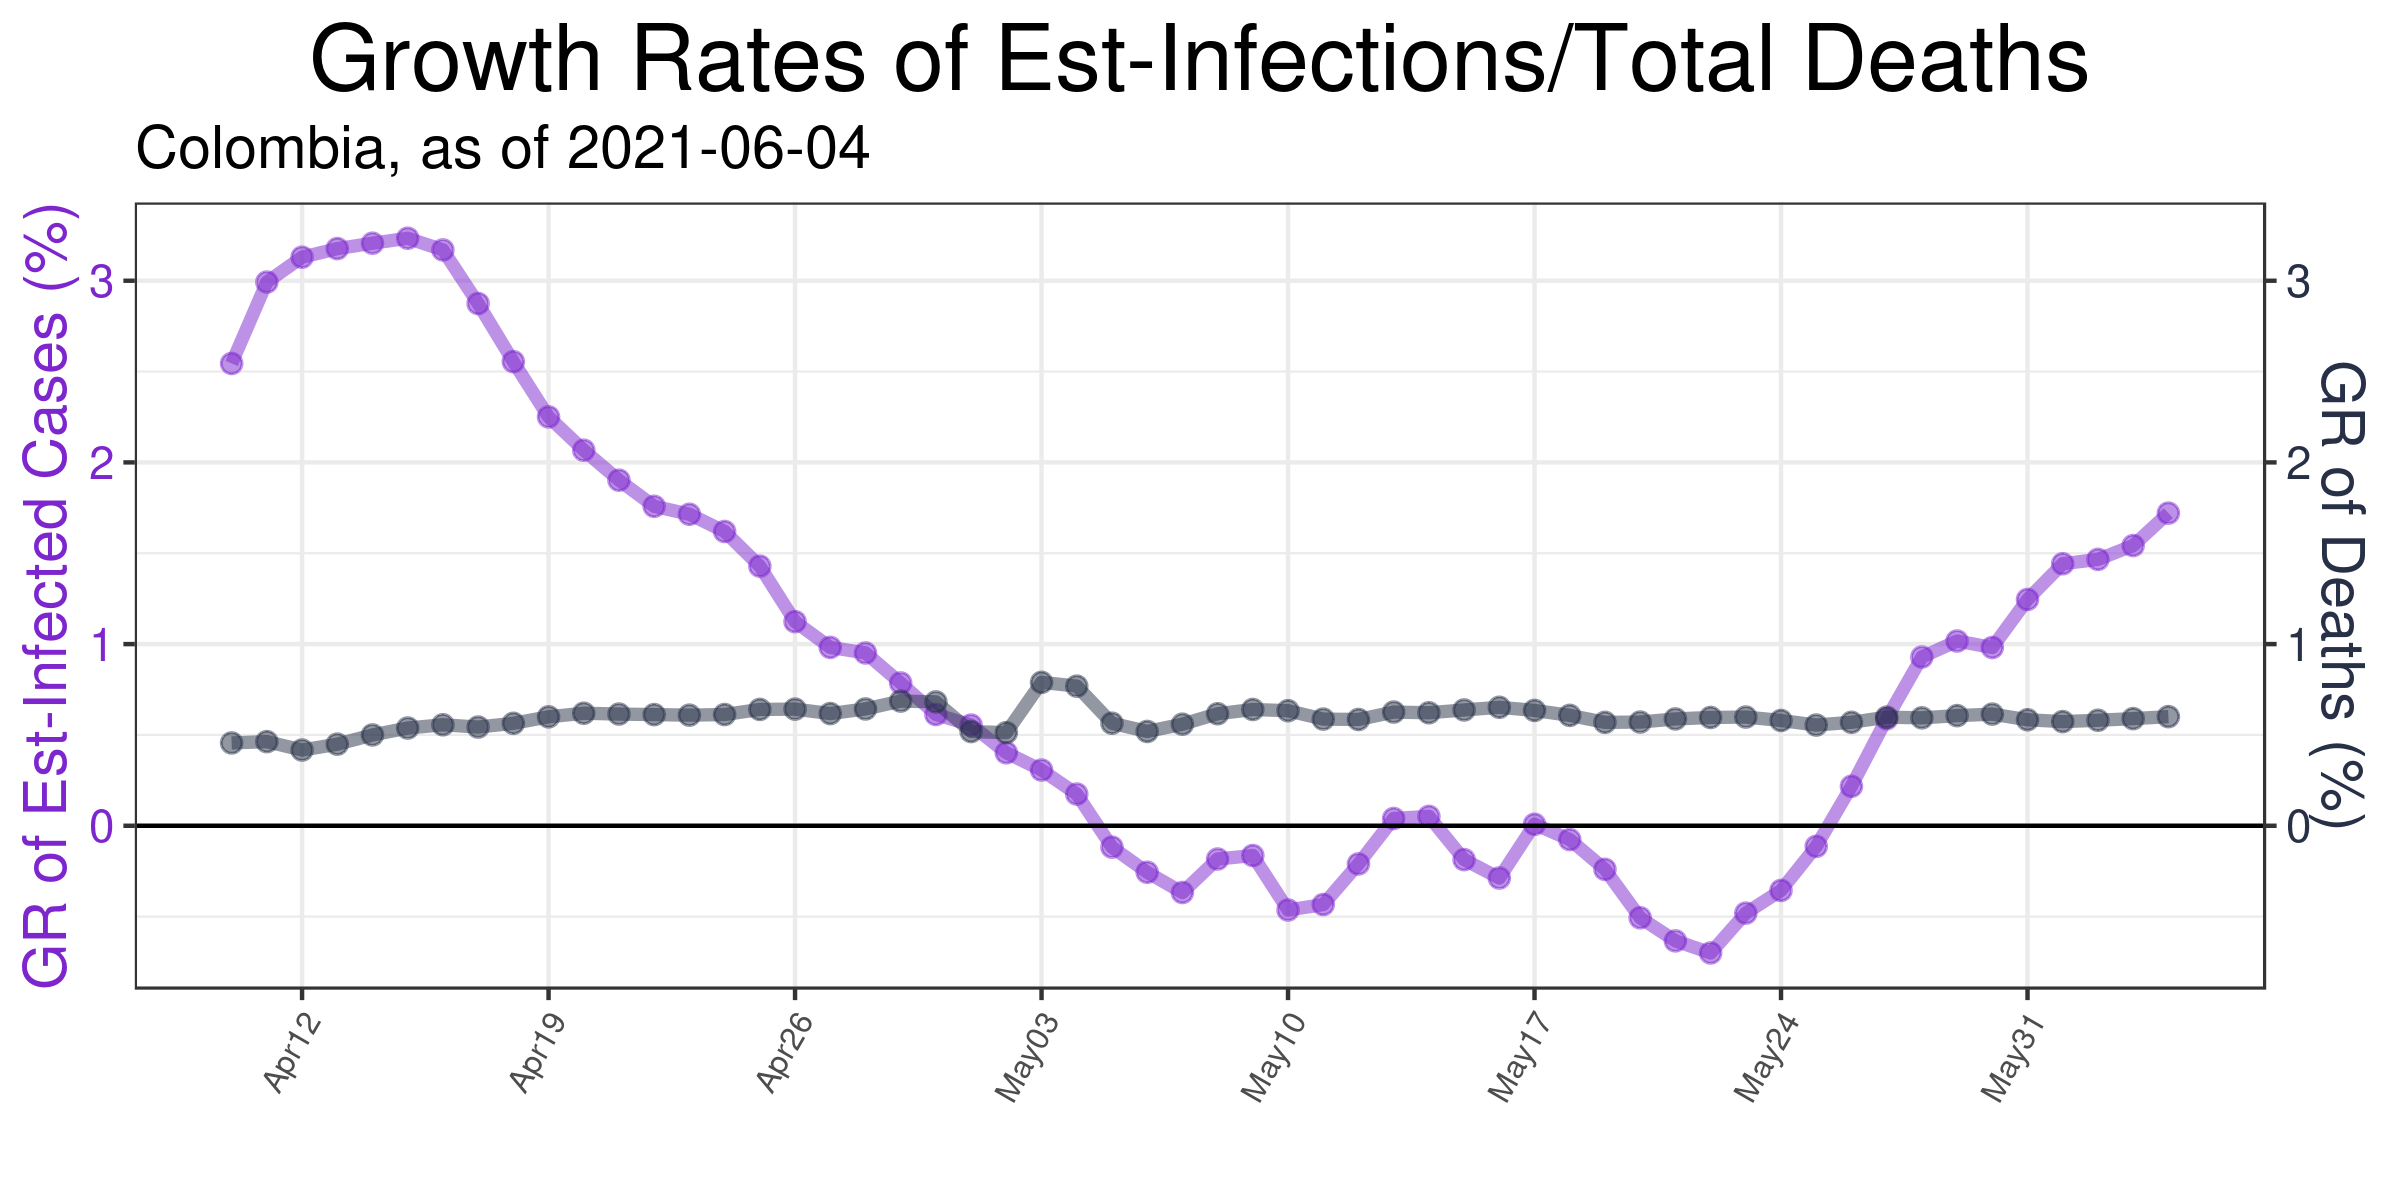 Growth Rates of Est-Infections/Total Deaths
Colombia, as of 2021-06-04
GR of Est-Infected Cases (%)
3
2
1
0
3
2
1
0
GR of Deaths (%)
Apr12
Apr19
Apr26
May03
May10
May17
May24
May31